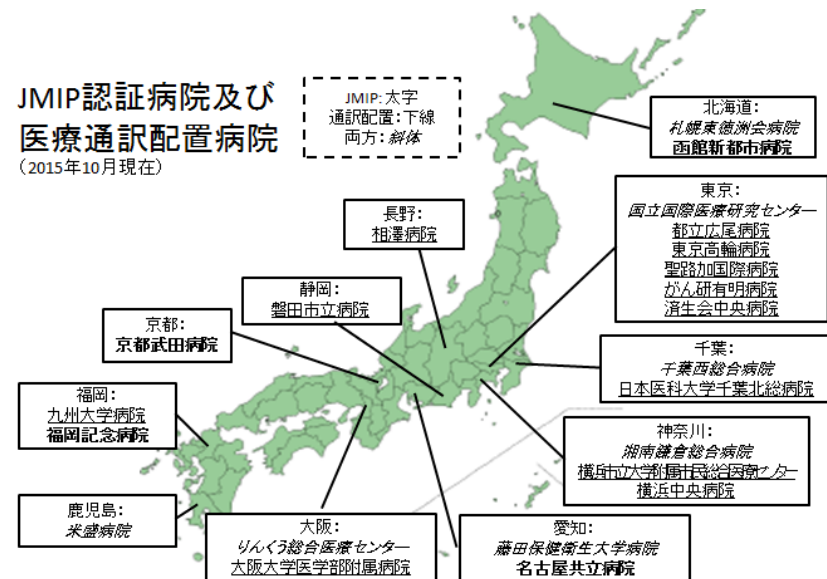 JMIP認証病院及び
医療通訳配置病院
（2015年10月現在）
JMIP:太字
通訳配置:下線
両方:斜体
北海道:
札幌東徳洲会病院
函館新都市病院
東京:
国立国際医療研究センター
都立広尾病院
東京高輪病院
聖路加国際病院
がん研有明病院
済生会中央病院
長野:
相澤病院
静岡:
磐田市立病院
京都:
京都武田病院
千葉:
千葉西総合病院
日本医科大学千葉北総病院
福岡:
九州大学病院
福岡記念病院
神奈川:
湘南鎌倉総合病院
横浜市立大学附属市民総合医療センター
横浜中央病院
鹿児島:
米盛病院
大阪:
りんくう総合医療センター
大阪大学医学部附属病院
愛知:
藤田保健衛生大学病院
名古屋共立病院